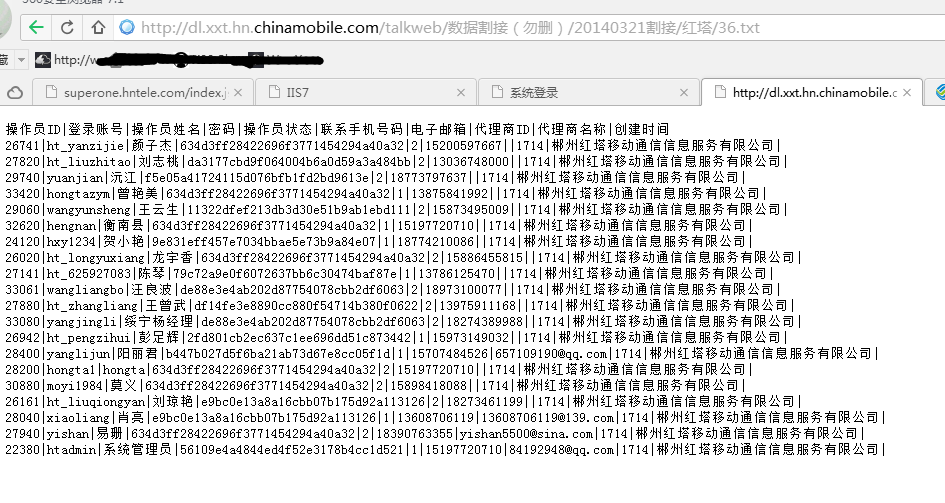 360安全浏览器 7.1
http://dl.xxt.hn.chinamobile.com/talkweb/数据割接（勿删）/20140321割接/红塔/36.txt
藏 http://w
superone.hntele.com/index.j IIS7 系统登录 http://dl.xxt.hn.chinamobile.c
操作员ID|登录账号|操作员姓名|密码|操作员状态|联系手机号码|电子邮箱|代理商ID|代理商名称|创建时间
26741|ht_yanzijie|颜子杰|634d3ff28422696f3771454294a40a32|2|15200597667||1714|郴州红塔移动通信信息服务有限公司|
27820|ht_liuzhitao|刘志桃|da3177cbd9f064004b6a0d59a3a484bb|2|13036748000||1714|郴州红塔移动通信信息服务有限公司|
29740|yuanjian|沅江|f5e05a41724115d076bfb1fd2bd9613e|2|18773797637||1714|郴州红塔移动通信信息服务有限公司|
33420|hongtazym|曾艳美|634d3ff28422696f3771454294a40a32|1|13875841992||1714|郴州红塔移动通信信息服务有限公司|
29060|wangyunsheng|王云生|11322dfef213db3d30e51b9ab1ebd111|2|15873495009||1714|郴州红塔移动通信信息服务有限公司|
32620|hengnan|衡南县|634d3ff28422696f3771454294a40a32|1|15197720710||1714|郴州红塔移动通信信息服务有限公司|
24120|hxy1234|贺小艳|9e831eff457e7034bbae5e73b9a84e07|1|18774210086||1714|郴州红塔移动通信信息服务有限公司|
26020|ht_longyuxiang|龙宇香|634d3ff28422696f3771454294a40a32|2|15886455815||1714|郴州红塔移动通信信息服务有限公司|
27141|ht_625927083|陈琴|79c72a9e0f6072637bb6c30474baf87e|1|13786125470||1714|郴州红塔移动通信信息服务有限公司|
33061|wangliangbo|汪良波|de88e3e4ab202d87754078cbb2df6063|2|18973100077||1714|郴州红塔移动通信信息服务有限公司|
27880|ht_zhangliang|王曾武|df14fe3e8890cc880f54714b380f0622|2|13975911168||1714|郴州红塔移动通信信息服务有限公司|
33080|yangjingli|绥宁杨经理|de88e3e4ab202d87754078cbb2df6063|2|18274389988||1714|郴州红塔移动通信信息服务有限公司|
26942|ht_pengzihui|彭足辉|2fd801cb2ec637c1ee696dd51c873442|1|15973149032||1714|郴州红塔移动通信信息服务有限公司|
28400|yanglijun|阳丽君|b447b027d5f6ba21ab73d67e8cc05f1d|1|15707484526|657109190@qq.com|1714|郴州红塔移动通信信息服务有限公司|
28200|hongta1|hongta|634d3ff28422696f3771454294a40a32|1|15197720710||1714|郴州红塔移动通信信息服务有限公司|
30880|moyi1984|莫义|634d3ff28422696f3771454294a40a32|2|15898418088||1714|郴州红塔移动通信信息服务有限公司|
26161|ht_liuqiongyan|刘琼艳|e9bc0e13a8a16cbb07b175d92a113126|2|18273461199||1714|郴州红塔移动通信信息服务有限公司|
28040|xiaoliang|肖亮|e9bc0e13a8a16cbb07b175d92a113126|1|13608706119|13608706119@139.com|1714|郴州红塔移动通信信息服务有限公司|
27940|yishan|易珊|634d3ff28422696f3771454294a40a32|2|18390763355|yishan5500@sina.com|1714|郴州红塔移动通信信息服务有限公司|
22380|htadmin|系统管理员|56109e4a4844ed4f52e3178b4cc1d521|1|15197720710|84192948@qq.com|1714|郴州红塔移动通信信息服务有限公司|